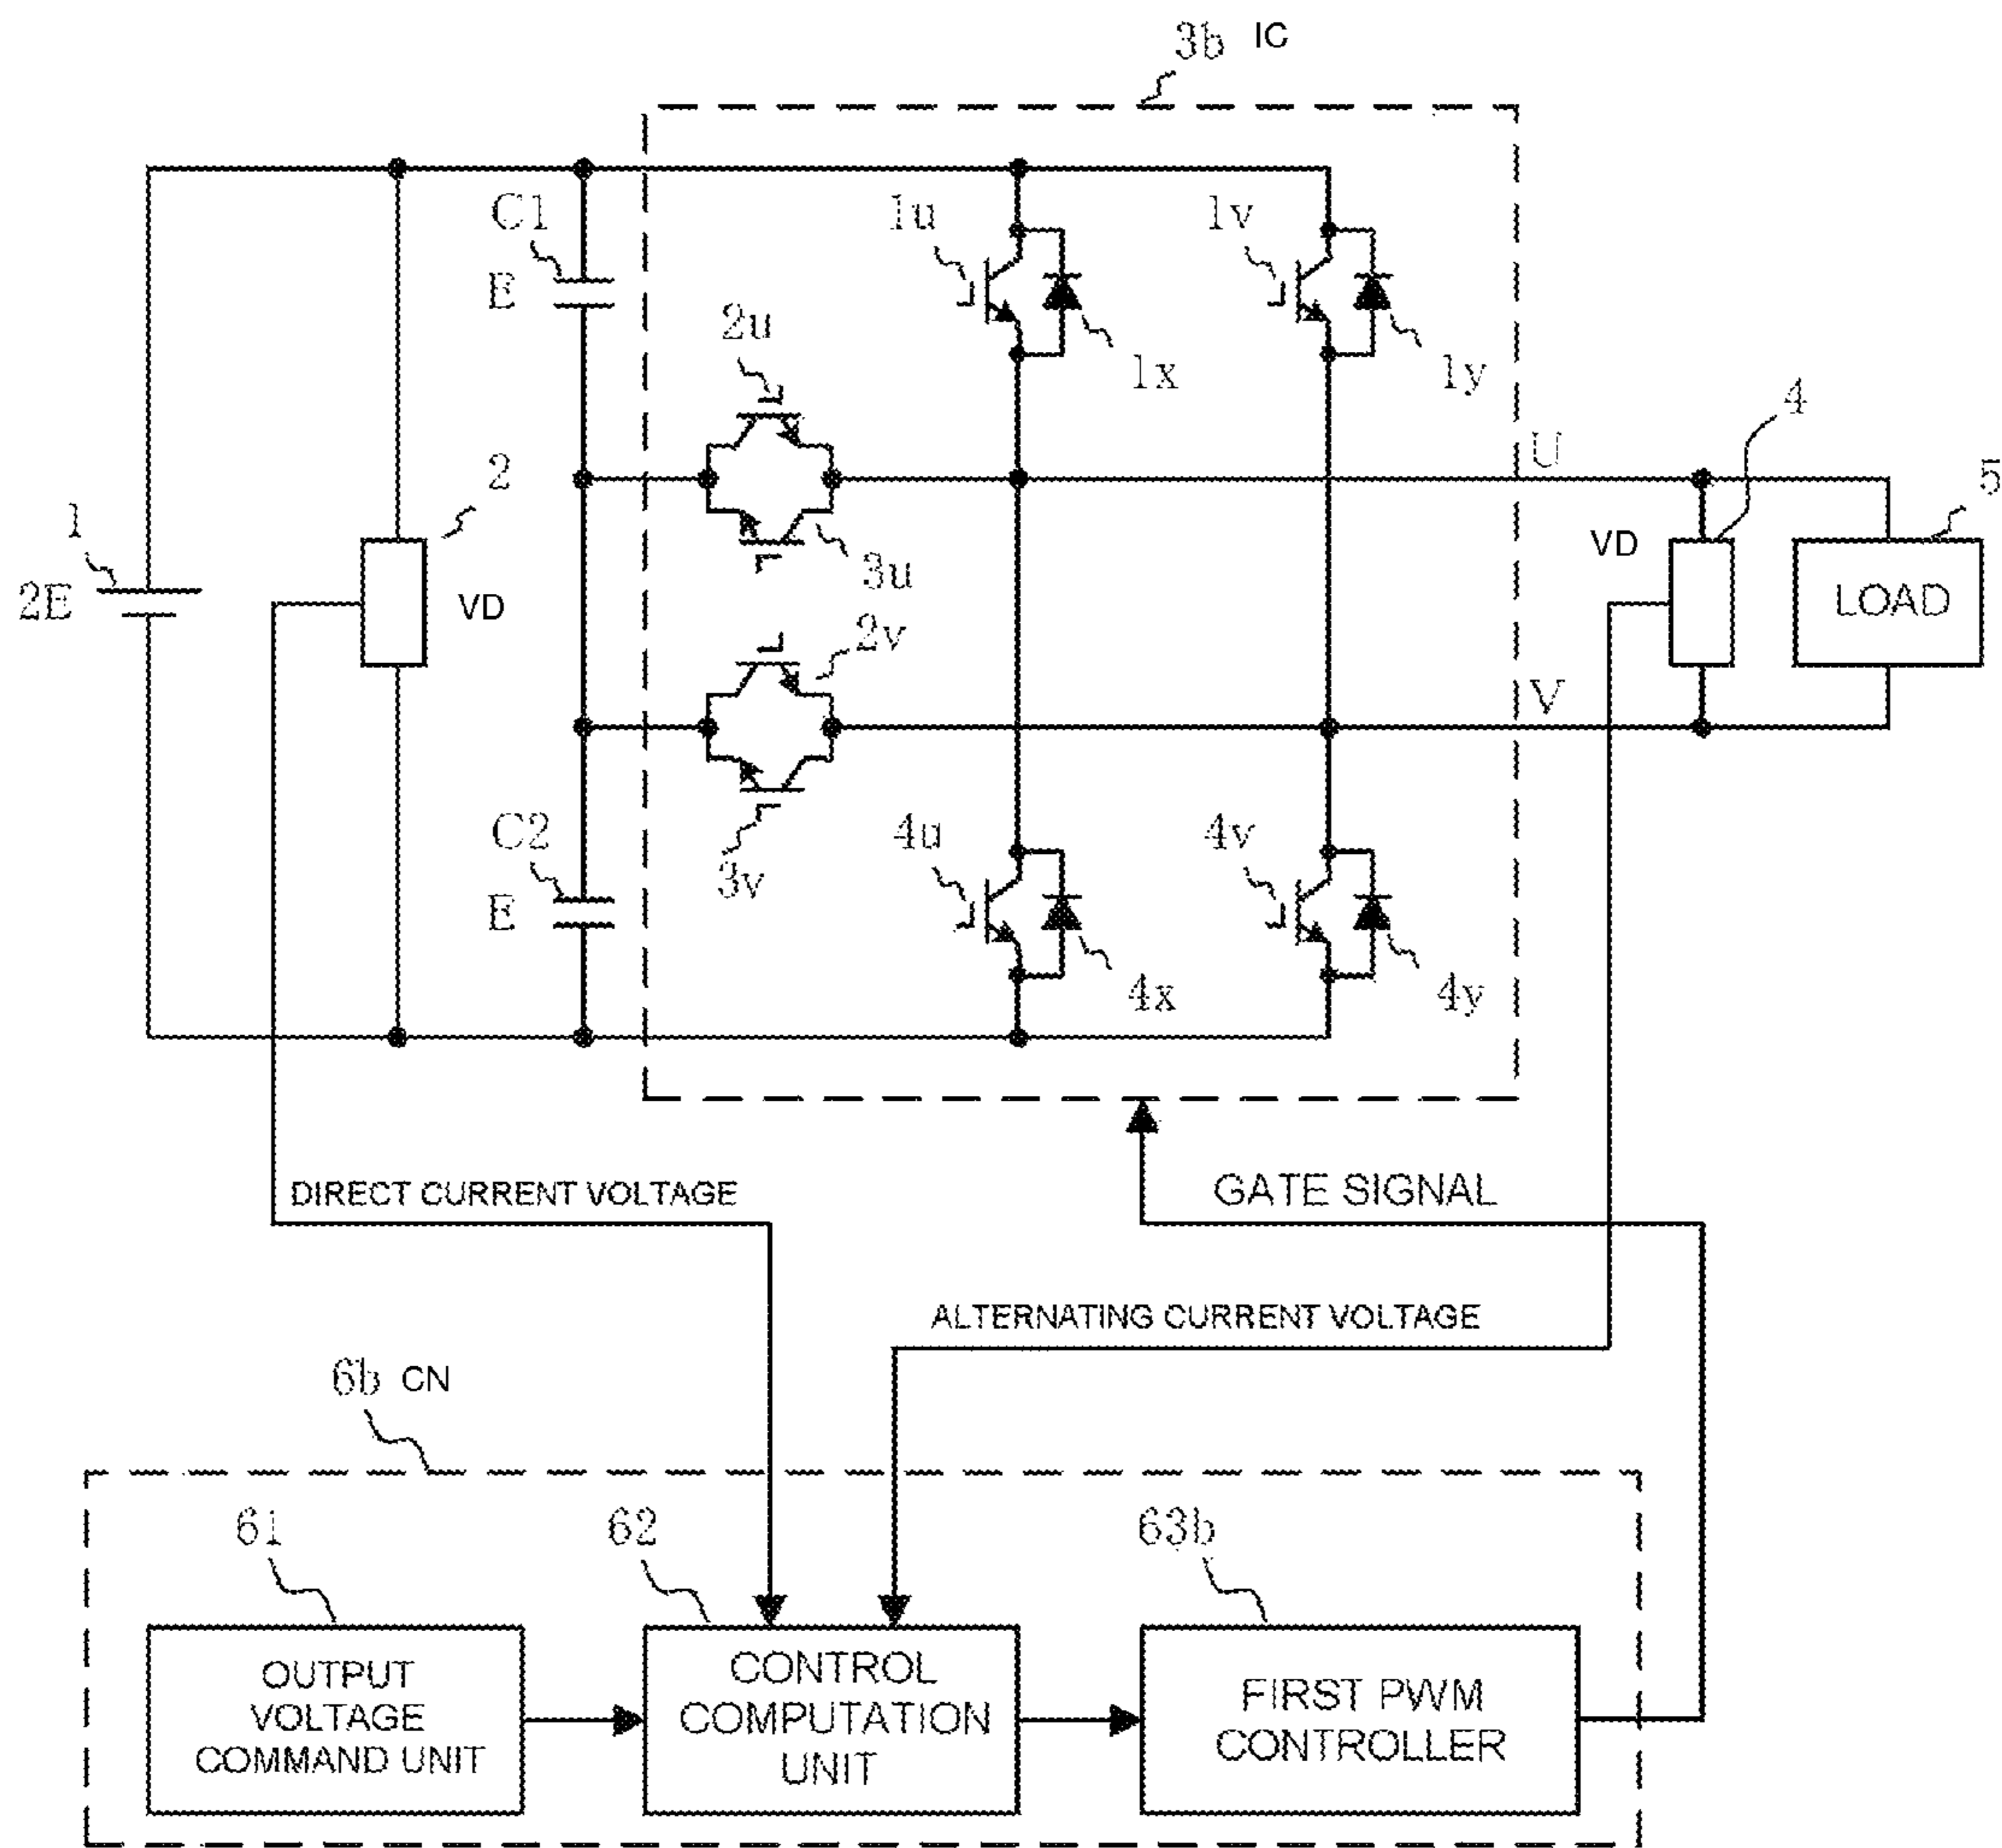 3b IC
C1
E
1u
1v
2u
1x
1y
4
U
2
5
1
2E
VD
3u
VD
LOAD
2v
V
C2
E
3v
4u
4v
4x
4y
DIRECT CURRENT VOLTAGE
GATE SIGNAL
ALTERNATING CURRENT VOLTAGE
6b CN
61
62
63b
OUTPUT
VOLTAGE
COMMAND UNIT
CONTROL
COMPUTATION
UNIT
FIRST PWM
CONTROLLER